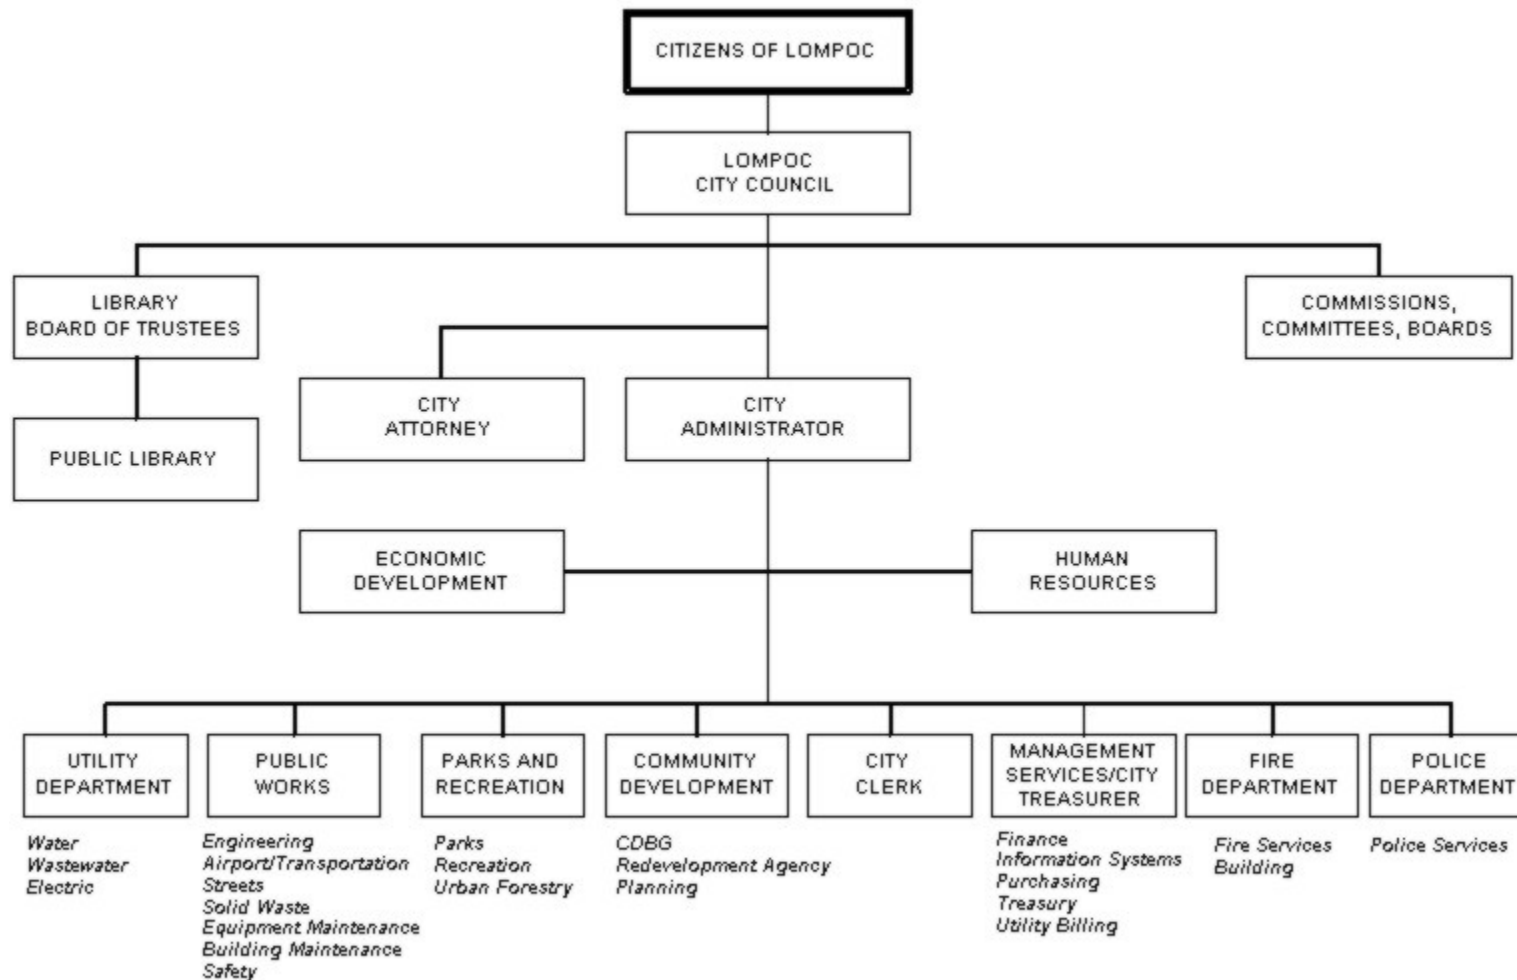 CITIZENS OF LOMPOC
LOMPOC
CITY COUNCIL
LIBRARY
BOARD OF TRUSTEES
COMMISSIONS,
COMMITTEES, BOARDS
CITY
ATTORNEY
CITY
ADMINISTRATOR
PUBLIC LIBRARY
ECONOMIC
DEVELOPMENT
HUMAN
RESOURCES
UTILITY
DEPARTMENT
Water
Wastewater
Electric
PUBLIC
WORKS
Engineering
Airport/Transportation
Streets
Solid Waste
Equipment Maintenance
Building Maintenance
Safety
PARKS AND
RECREATION
Parks
Recreation
Urban Forestry
COMMUNITY
DEVELOPMENT
CDBG
Redevelopment Agency
Planning
CITY
CLERK
MANAGEMENT
SERVICES/CITY
TREASURER
Finance
Information Systems
Purchasing
Treasury
Utility Billing
FIRE
DEPARTMENT
Fire Services
Building
POLICE
DEPARTMENT
Police Services